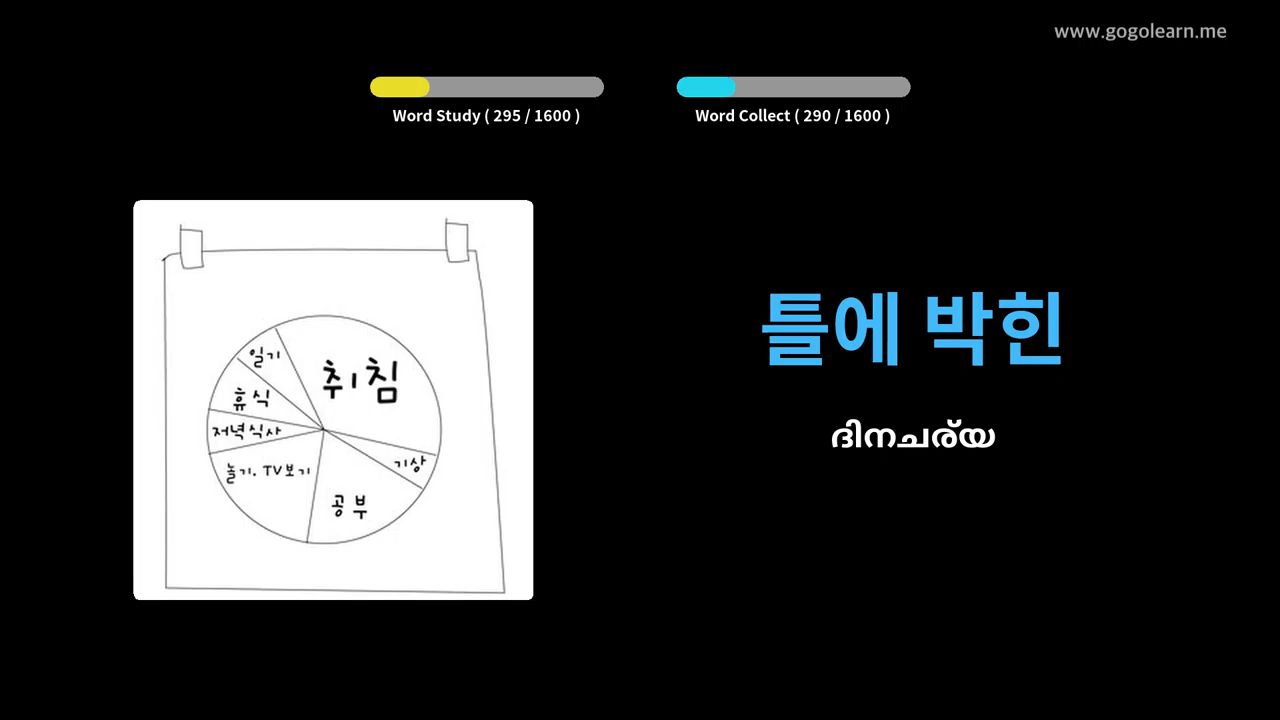 www.gogolearn.me
Word Study ( 295 / 1600 )
Word Collect ( 290 / 1600 )
일기
취침
휴식
저녁식사
기상
놀기. TV보기
공부
틀에 박힌
ദിനചര്യ